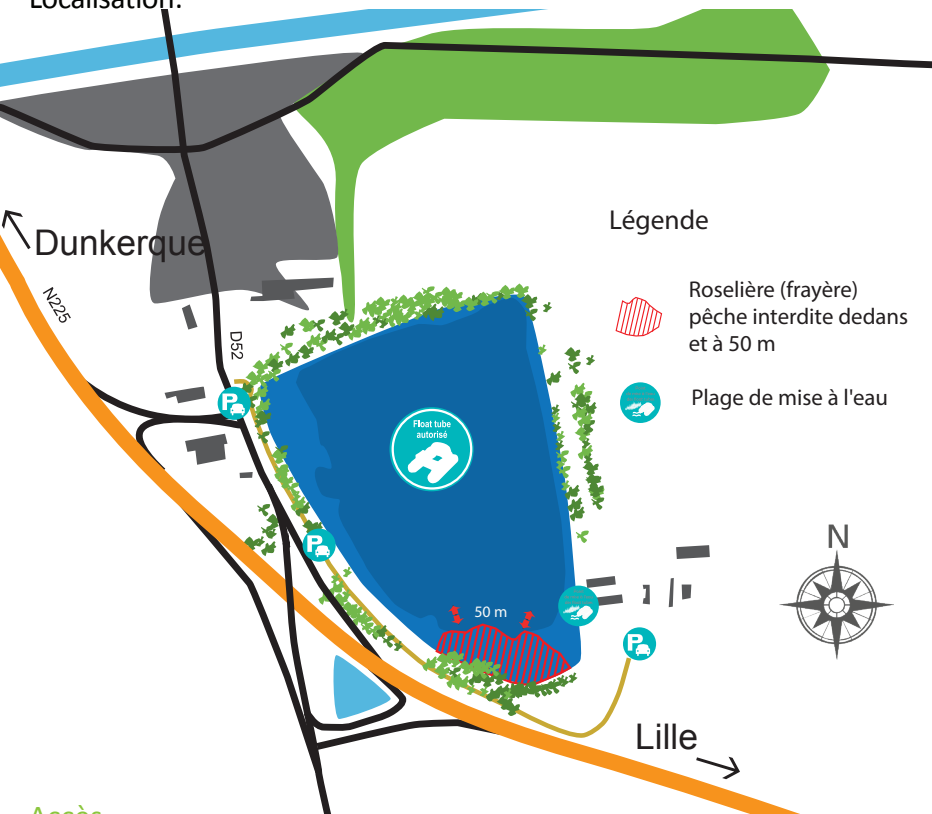 Localisation:
Dunkerque
N225
D52
Légende
Roselière (frayère)
pêche interdite dedans
et à 50 m
Plage de mise à l'eau
P
Float tube
autorisé
P
N
50 m
P
Lille
Accès